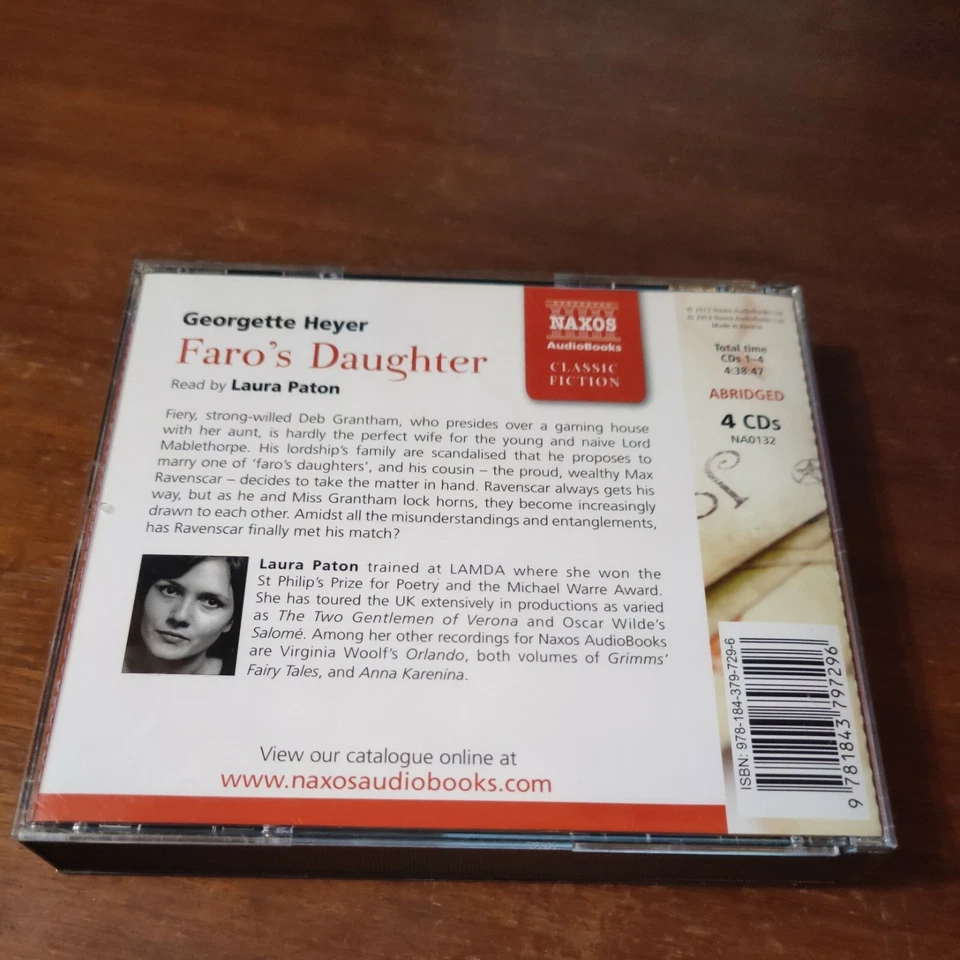 Georgette Heyer
Faro's Daughter
Read by Laura Paton
Fiery, strong-willed Deb Grantham, who presides over a gaming house
with her aunt, is hardly the perfect wife for the young and naive Lord
Mablethorpe. His lordship's family are scandalised that he proposes to
marry one of 'faro's daughters', and his cousin – the proud, wealthy Max
Ravenscar – decides to take the matter in hand. Ravenscar always gets his
way, but as he and Miss Grantham lock horns, they become increasingly
drawn to each other. Amidst all the misunderstandings and entanglements,
has Ravenscar finally met his match?
Laura Paton trained at LAMDA where she won the
St Philip's Prize for Poetry and the Michael Warre Award.
She has toured the UK extensively in productions as varied
as The Two Gentlemen of Verona and Oscar Wilde's
Salomé. Among her other recordings for Naxos AudioBooks
are Virginia Woolf's Orlando, both volumes of Grimms'
Fairy Tales, and Anna Karenina.
View our catalogue online at
www.naxosaudiobooks.com
NAXOS
AudioBooks
CLASSIC
FICTION
Naxos AudioBooks Ltd
Naxos AudioBooks Ltd
Made in
Total time
CDs 1–4
4:38:47
ABRIDGED
4 CDs
NA0132
ISBN: 978-184-379-729-6
9 781843 797296